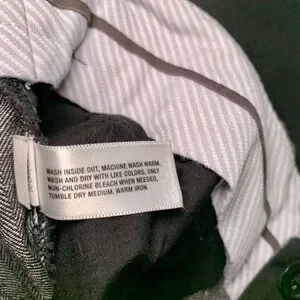 WASH INSIDE OUT, MACHINE WASH WARM,
WASH AND DRY WITH LIKE COLORS, ONLY
NON-CHLORINE BLEACH WHEN NEEDED,
TUMBLE DRY MEDIUM, WARM IRON.